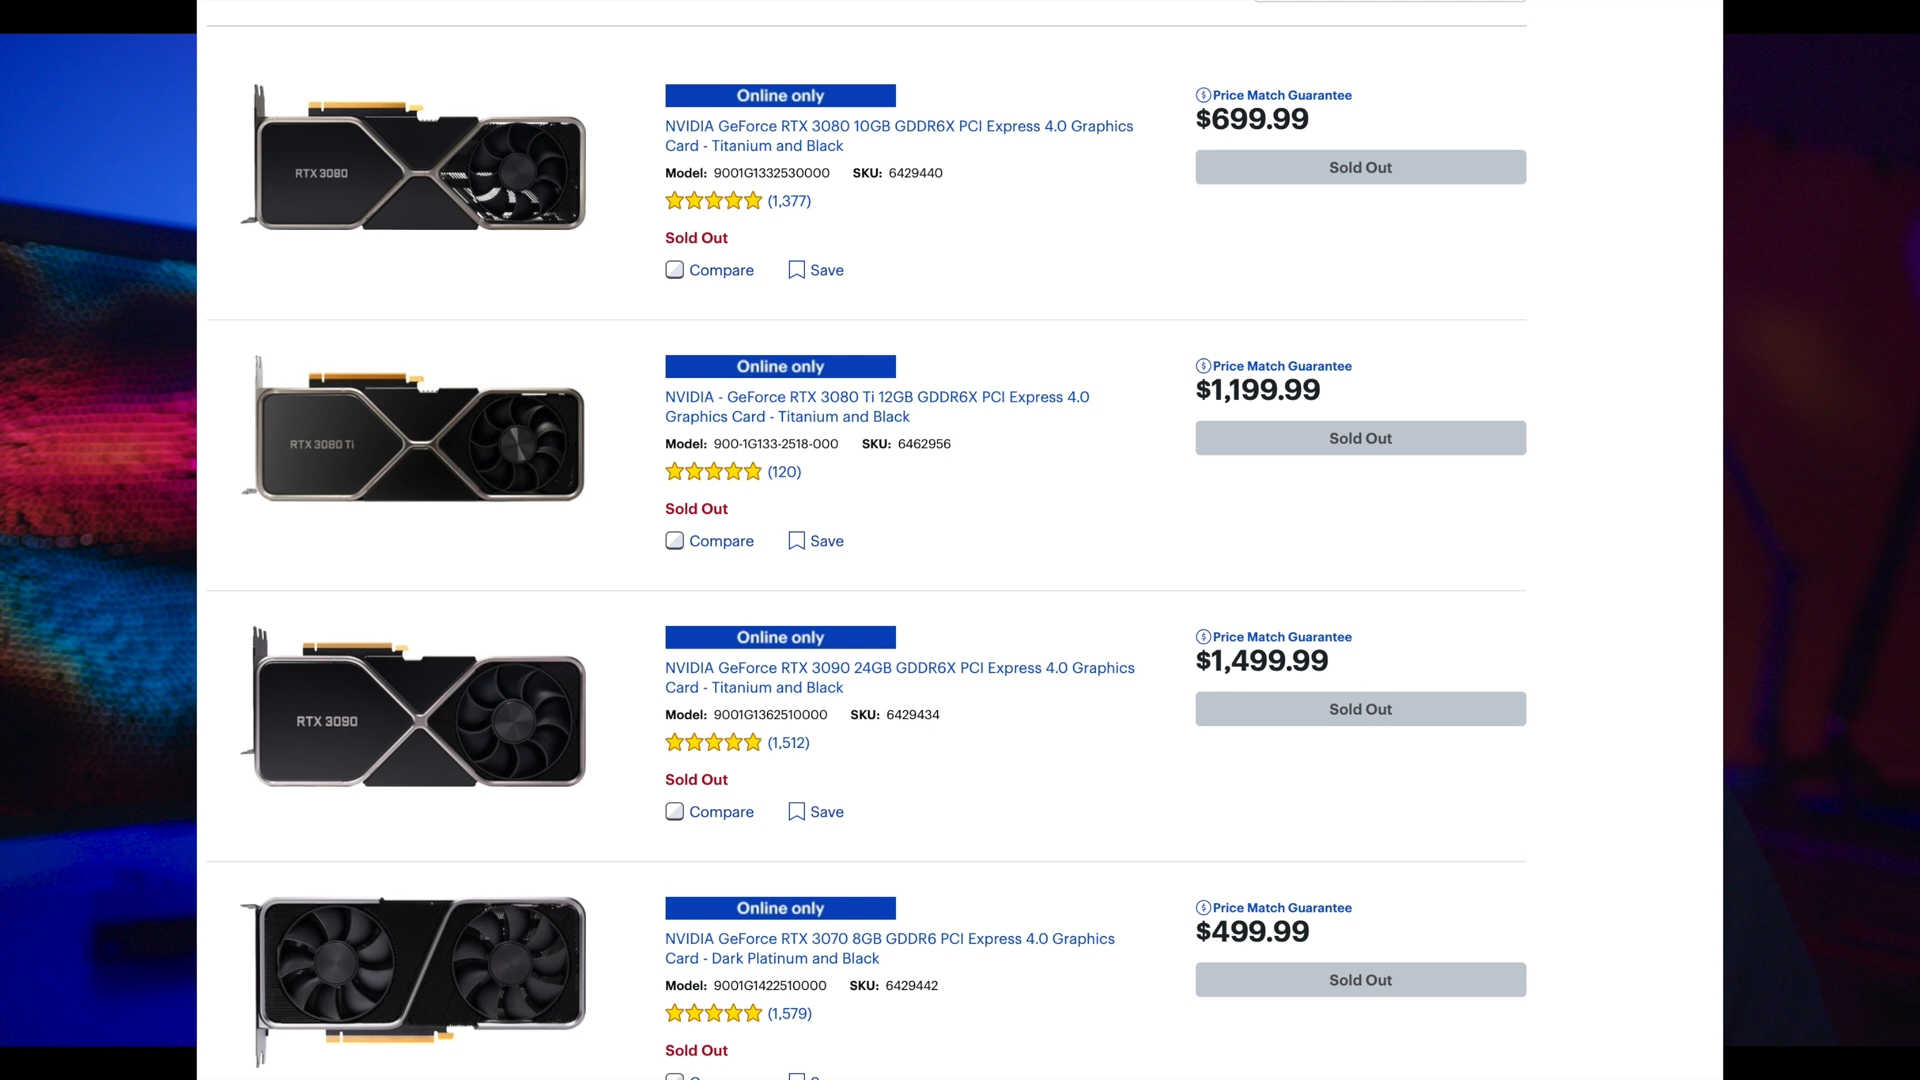 Online only
NVIDIA GeForce RTX 3080 10GB GDDR6X PCI Express 4.0 Graphics
Card - Titanium and Black
Model: 9001G1332530000 SKU: 6429440
(1,377)
Sold Out
Compare Save
Price Match Guarantee
$699.99
Sold Out
RTX 3080
Online only
NVIDIA - GeForce RTX 3080 Ti 12GB GDDR6X PCI Express 4.0
Graphics Card - Titanium and Black
Model: 900-1G133-2518-000 SKU: 6462956
(120)
Sold Out
Compare Save
Price Match Guarantee
$1,199.99
Sold Out
RTX 3080 Ti
Online only
NVIDIA GeForce RTX 3090 24GB GDDR6X PCI Express 4.0 Graphics
Card - Titanium and Black
Model: 9001G1362510000 SKU: 6429434
(1,512)
Sold Out
Compare Save
Price Match Guarantee
$1,499.99
Sold Out
RTX 3090
Online only
NVIDIA GeForce RTX 3070 8GB GDDR6 PCI Express 4.0 Graphics
Card - Dark Platinum and Black
Model: 9001G1422510000 SKU: 6429442
(1,579)
Sold Out
Price Match Guarantee
$499.99
Sold Out